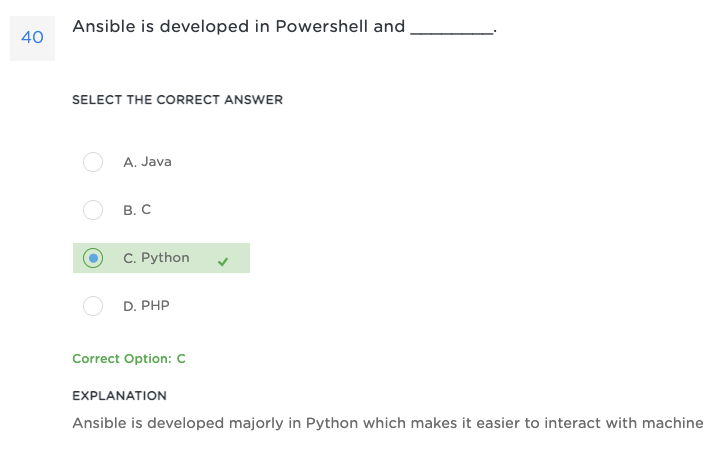 40
Ansible is developed in Powershell and ________.
SELECT THE CORRECT ANSWER
A. Java
B. C
C. Python
D. PHP
Correct Option: C
EXPLANATION
Ansible is developed majorly in Python which makes it easier to interact with machine